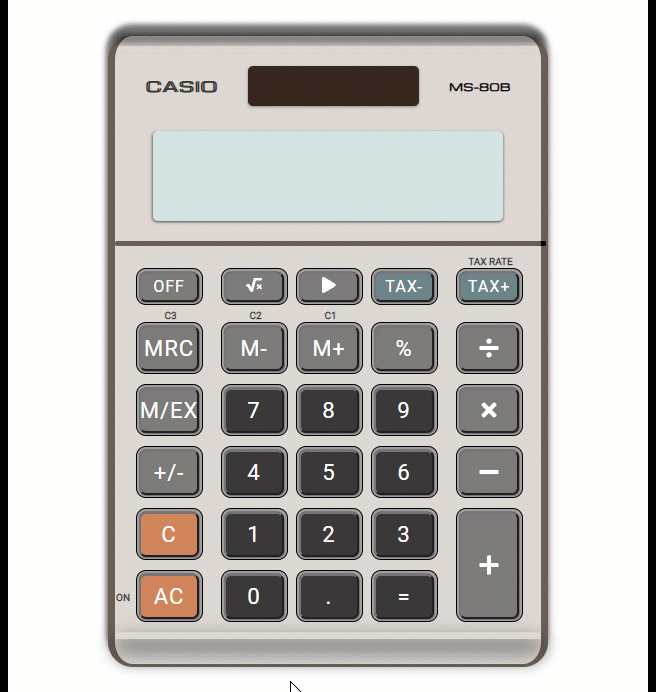 CASIO MS-80B
TAX RATE
OFF √x ▶ TAX- TAX+
C3 C2 C1
MRC M- M+ % ÷
M/EX 7 8 9 ×
+/- 4 5 6 −
C 1 2 3 +
ON AC 0 . =